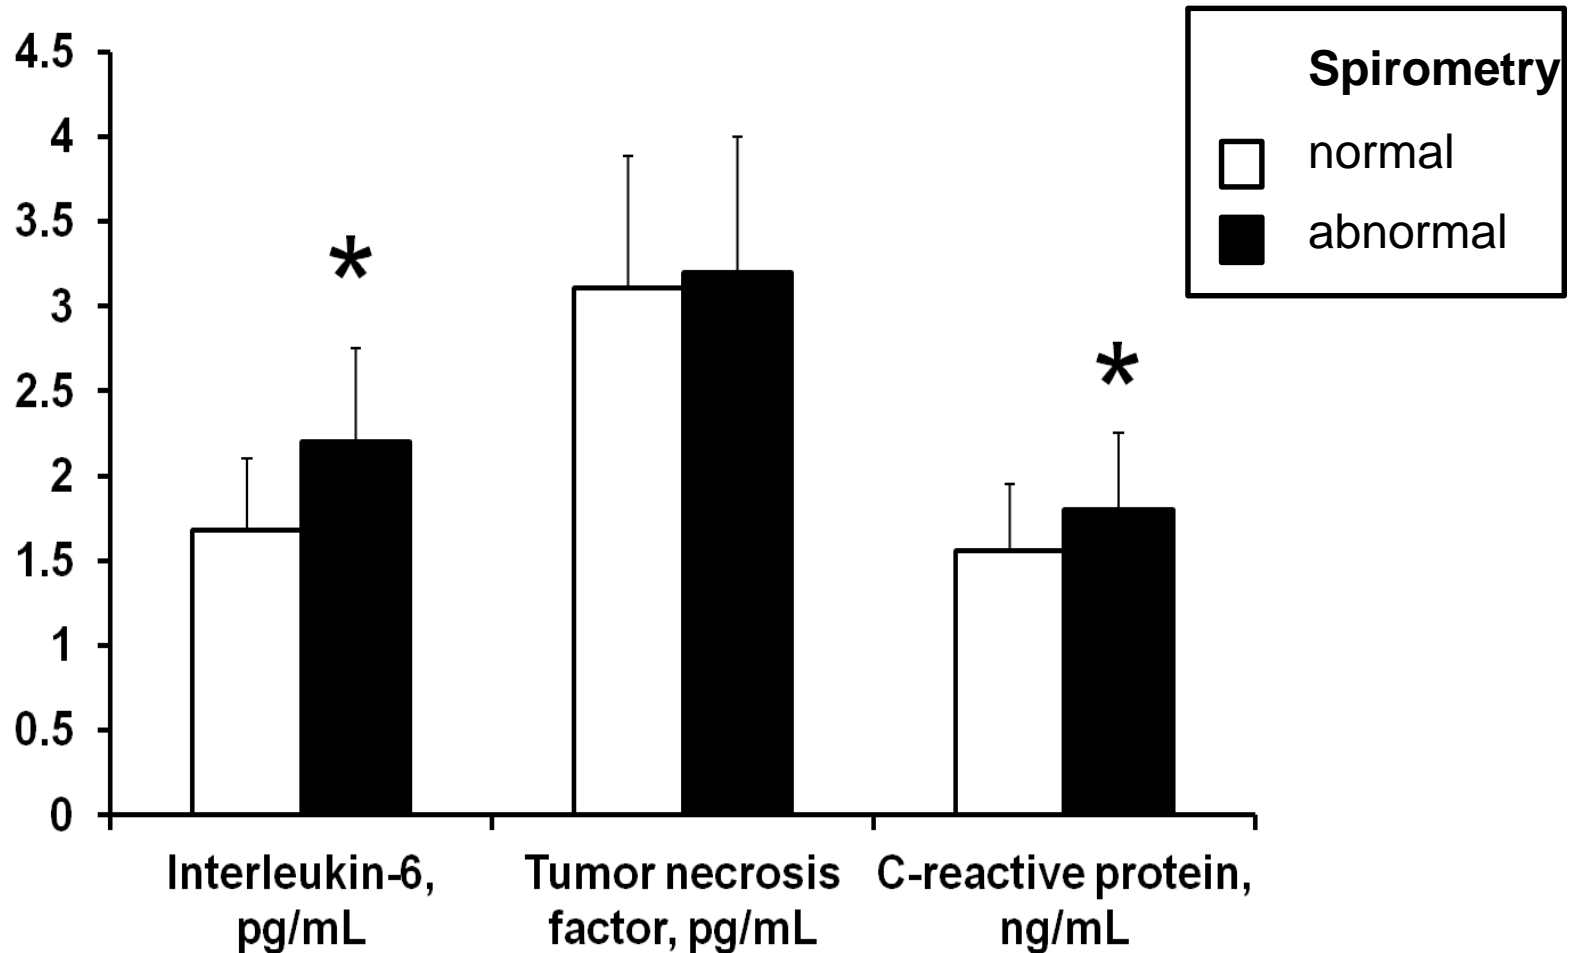 4.5
4
3.5
3
2.5
2
1.5
1
0.5
0
*
*
Interleukin-6,
pg/mL
Tumor necrosis
factor, pg/mL
C-reactive protein,
ng/mL
Spirometry
normal
abnormal